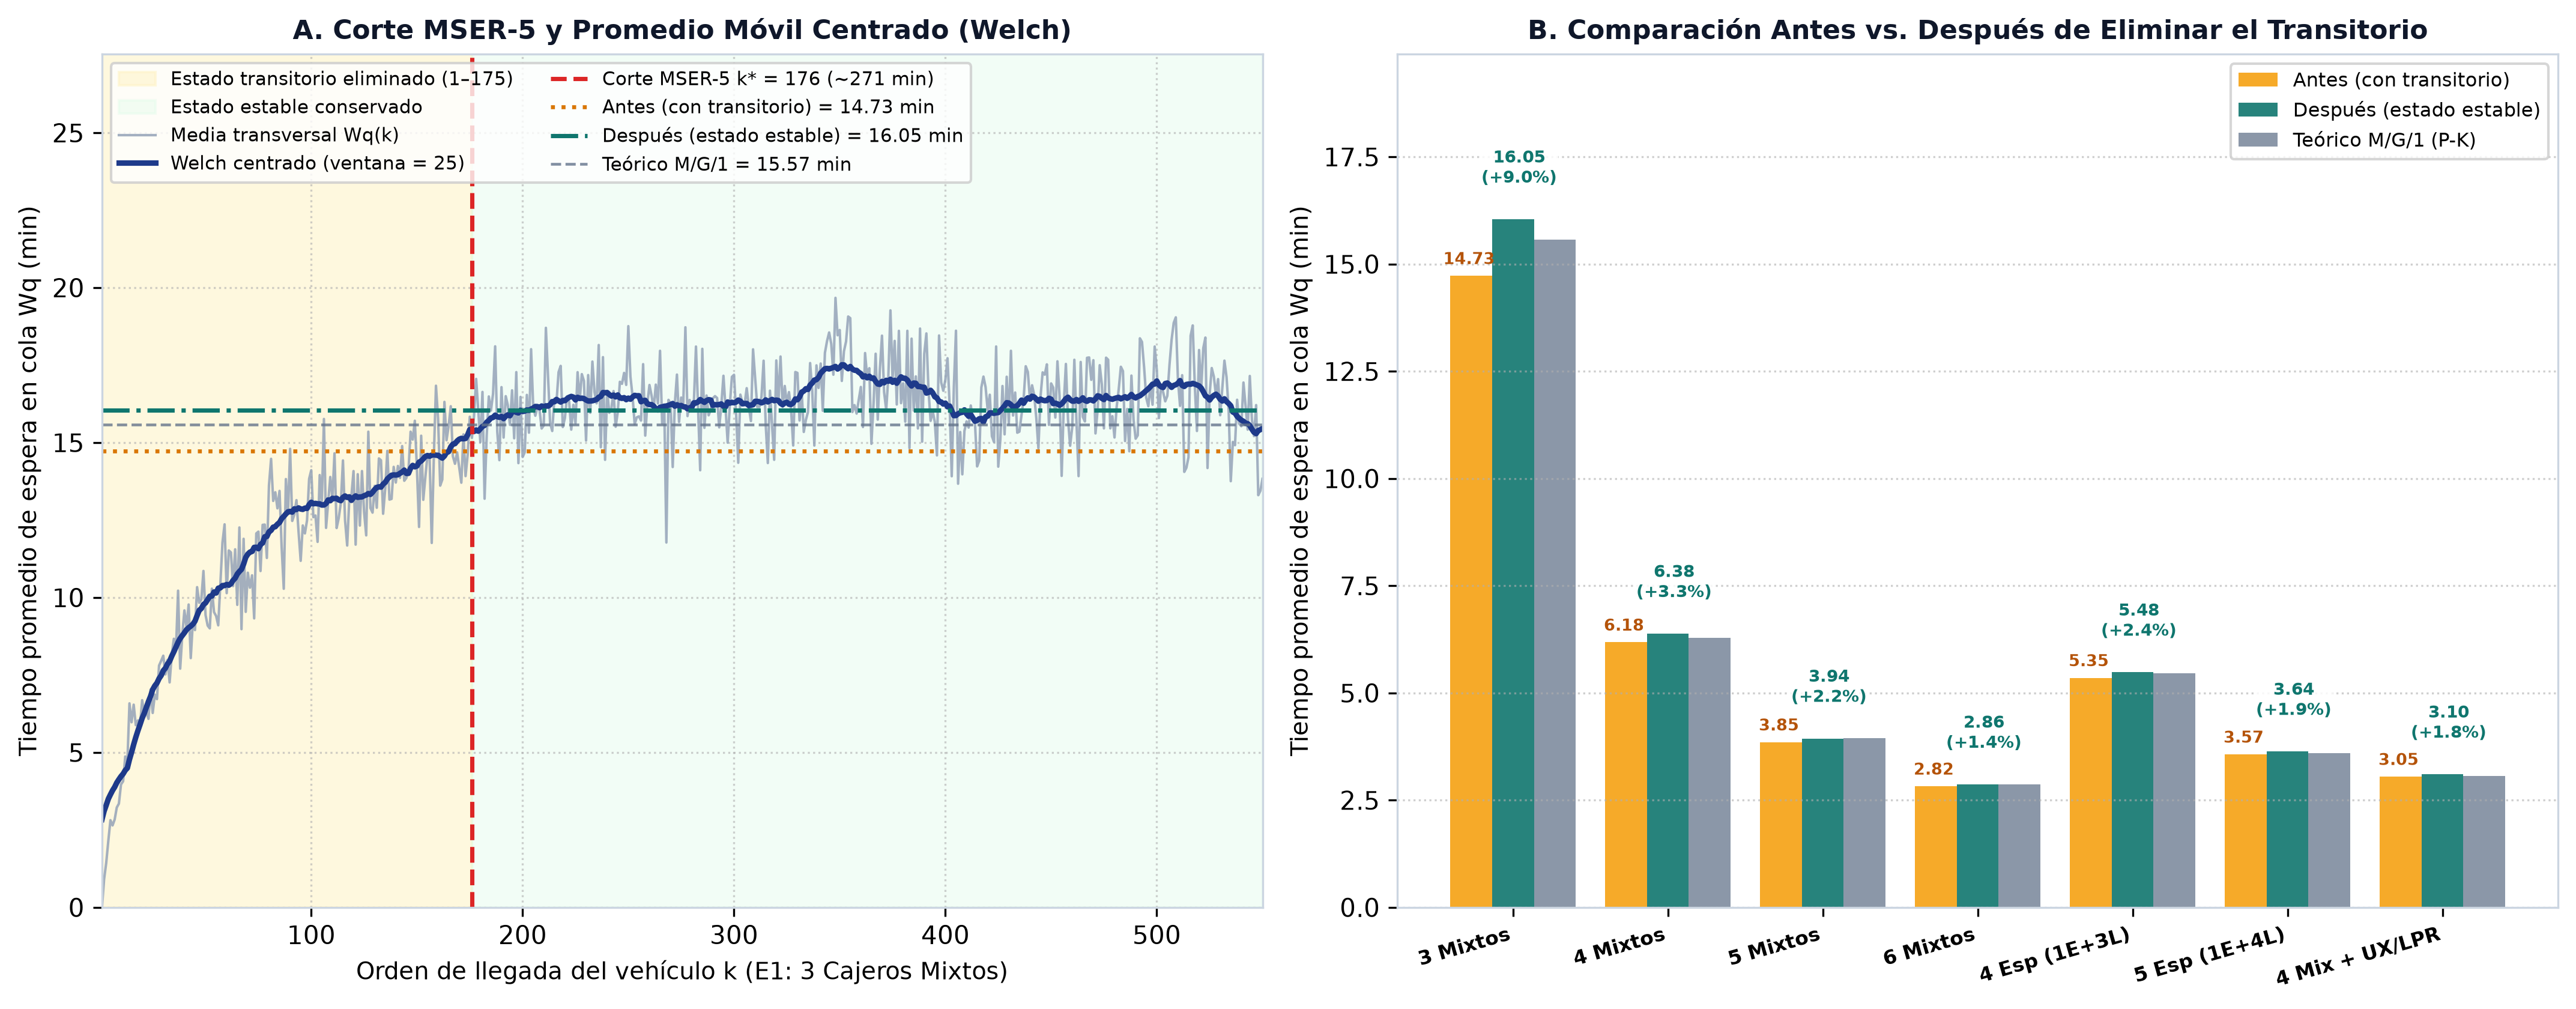 A. Corte MSER-5 y Promedio Móvil Centrado (Welch)
Estado transitorio eliminado (1–175)
Estado estable conservado
Media transversal Wq(k)
Welch centrado (ventana = 25)
Corte MSER-5 k* = 176 (~271 min)
Antes (con transitorio) = 14.73 min
Después (estado estable) = 16.05 min
Teórico M/G/1 = 15.57 min
Tiempo promedio de espera en cola Wq (min)
25
20
15
10
5
0
100 200 300 400 500
Orden de llegada del vehículo k (E1: 3 Cajeros Mixtos)
B. Comparación Antes vs. Después de Eliminar el Transitorio
Antes (con transitorio)
Después (estado estable)
Teórico M/G/1 (P-K)
Tiempo promedio de espera en cola Wq (min)
17.5
15.0
12.5
10.0
7.5
5.0
2.5
0.0
14.73
16.05
(+9.0%)
6.18
6.38
(+3.3%)
3.85
3.94
(+2.2%)
2.82
2.86
(+1.4%)
5.35
5.48
(+2.4%)
3.57
3.64
(+1.9%)
3.05
3.10
(+1.8%)
3 Mixtos
4 Mixtos
5 Mixtos
6 Mixtos
4 Esp (1E+3L)
5 Esp (1E+4L)
4 Mix + UX/LPR